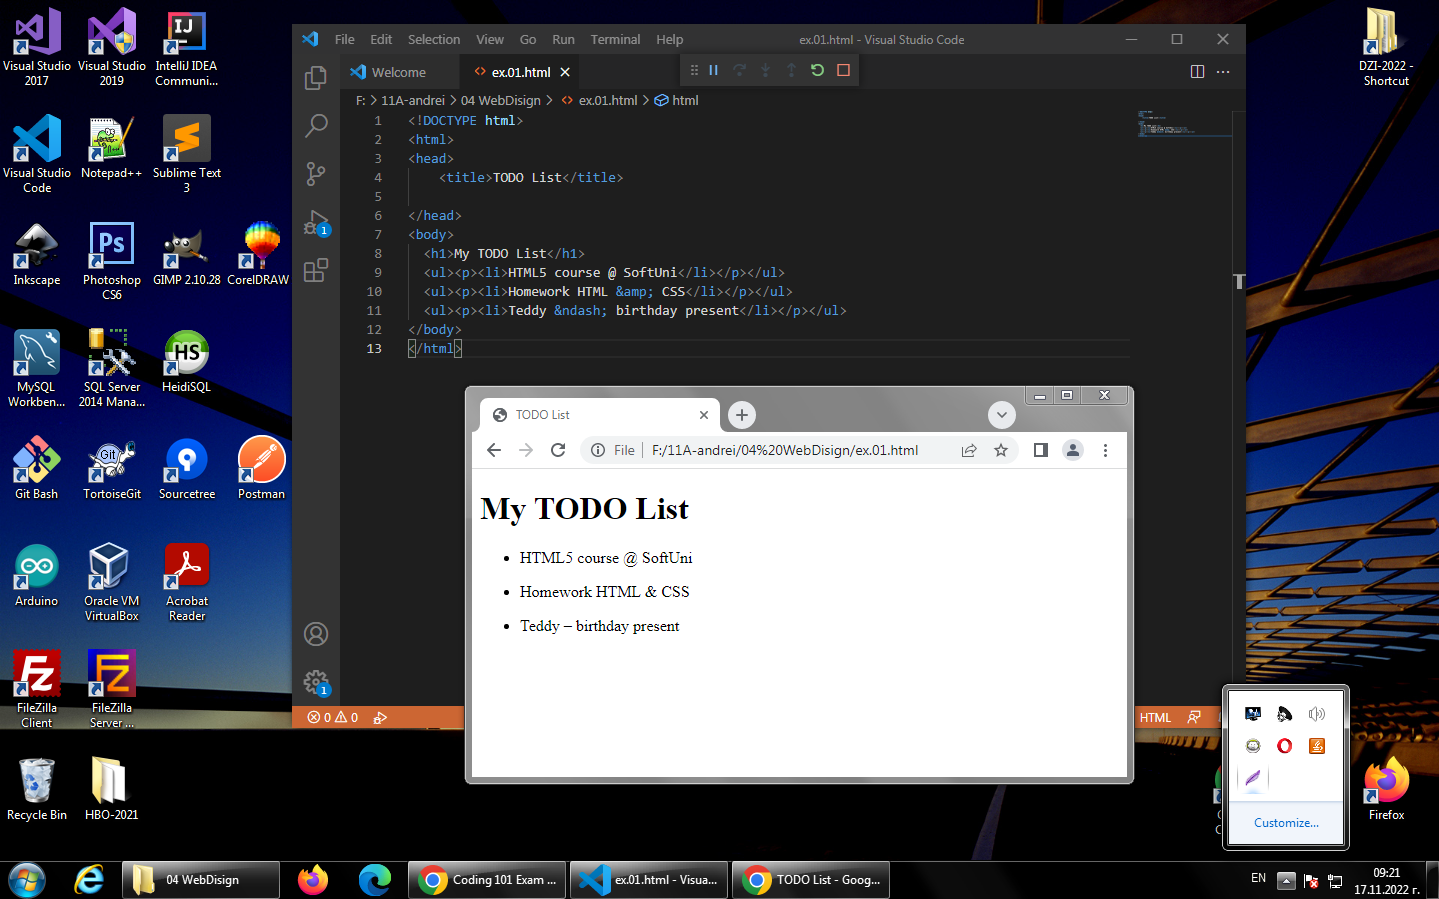 Visual Studio 2017
Visual Studio 2019
IntelliJ IDEA Communi...
Visual Studio Code
Notepad++
Sublime Text 3
Inkscape
Photoshop CS6
GIMP 2.10.28
CorelDRAW
MySQL Workben...
SQL Server 2014 Mana...
HeidiSQL
Git Bash
TortoiseGit
Sourcetree
Postman
Arduino
Oracle VM VirtualBox
Acrobat Reader
FileZilla Client
FileZilla Server ...
Recycle Bin
HBO-2021
DZI-2022 - Shortcut
Firefox
File Edit Selection View Go Run Terminal Help
ex.01.html - Visual Studio Code
Welcome
ex.01.html
F: > 11A-andrei > 04 WebDisign > ex.01.html > html
1 <!DOCTYPE html>
2 <html>
3 <head>
4 <title>TODO List</title>
5
6 </head>
7 <body>
8 <h1>My TODO List</h1>
9 <ul><p><li>HTML5 course @ SoftUni</li></p></ul>
10 <ul><p><li>Homework HTML &amp; CSS</li></p></ul>
11 <ul><p><li>Teddy &ndash; birthday present</li></p></ul>
12 </body>
13 </html>
1
1
0 0
HTML
TODO List
File | F:/11A-andrei/04%20WebDisign/ex.01.html
My TODO List
• HTML5 course @ SoftUni
• Homework HTML & CSS
• Teddy – birthday present
Customize...
04 WebDisign
Coding 101 Exam ...
ex.01.html - Visua...
TODO List - Goog...
EN
09:21
17.11.2022 г.